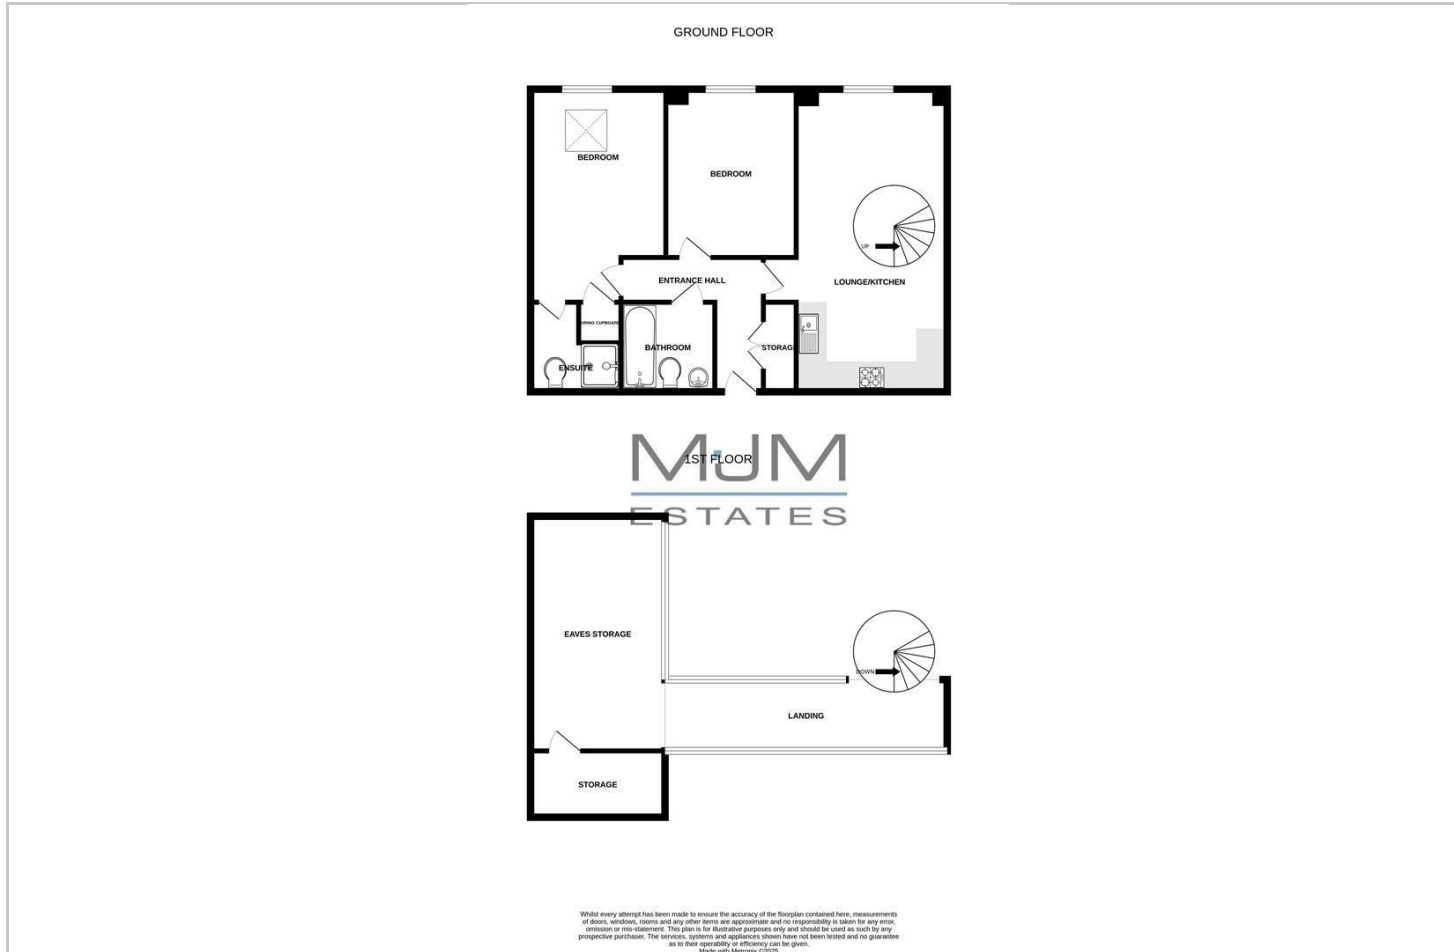 GROUND FLOOR
BEDROOM
BEDROOM
UP
ENTRANCE HALL
LOUNGE/KITCHEN
BATHROOM
STORAGE
ENSUITE
MJM
1ST FLOOR
ESTATES
EAVES STORAGE
DOWN
LANDING
STORAGE
Whilst every attempt has been made to ensure the accuracy of the floorplan contained here, measurements
of doors, windows, rooms and any other items are approximate and no responsibility is taken for any error,
omission or mis-statement. This plan is for illustrative purposes only and should be used as such by any
prospective purchaser. The services, systems and appliances shown have not been tested and no guarantee
as to their operability or efficiency can be given.
Made with Metropix ©2025